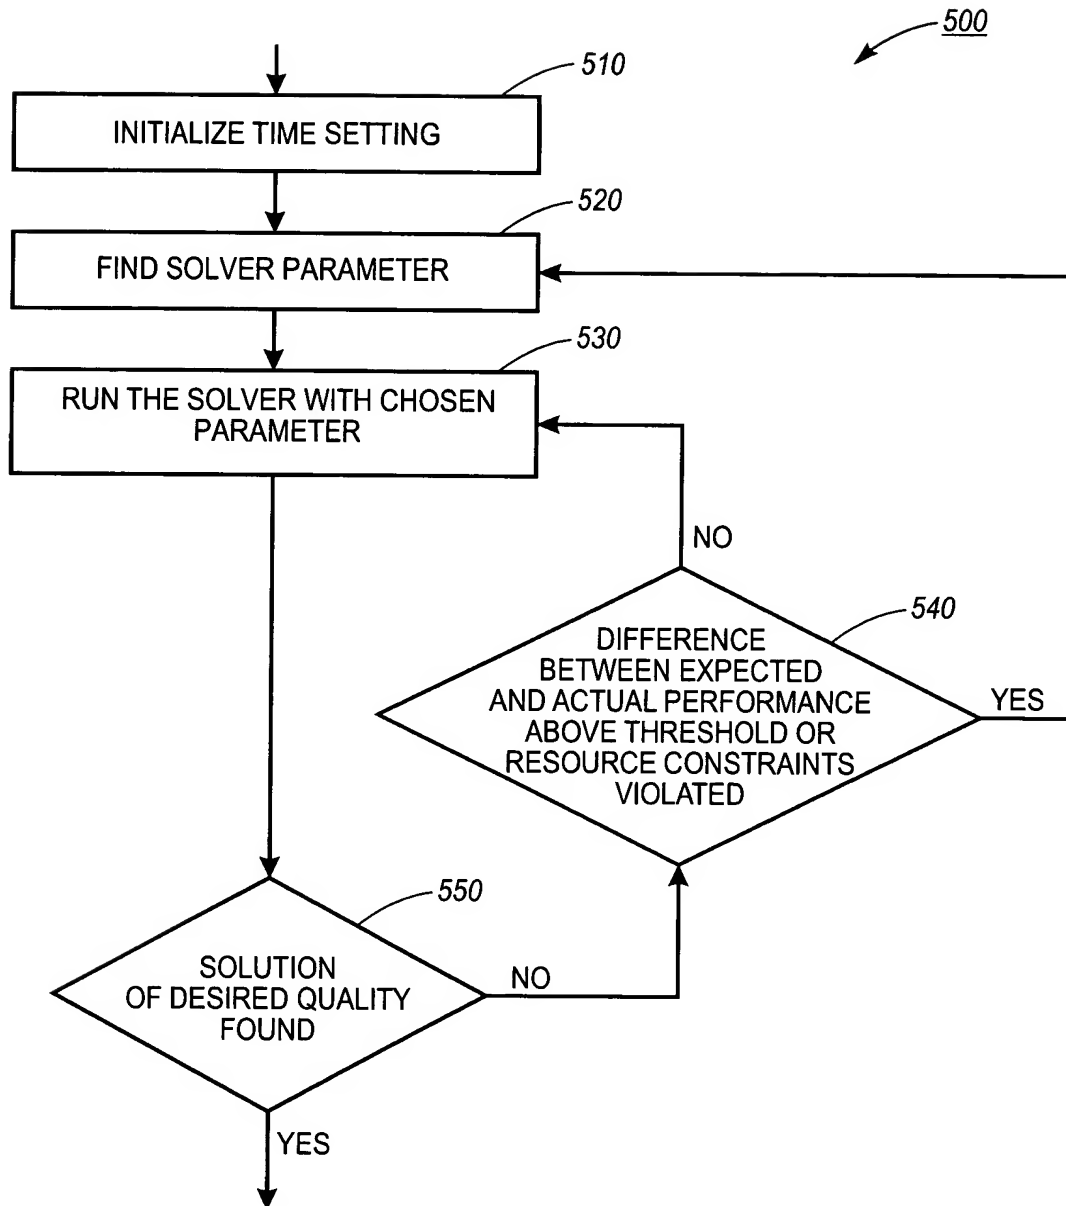 500
510
INITIALIZE TIME SETTING
520
FIND SOLVER PARAMETER
530
RUN THE SOLVER WITH CHOSEN
PARAMETER
NO
540
DIFFERENCE
BETWEEN EXPECTED
AND ACTUAL PERFORMANCE
ABOVE THRESHOLD OR
RESOURCE CONSTRAINTS
VIOLATED
YES
550
SOLUTION
OF DESIRED QUALITY
FOUND
NO
YES